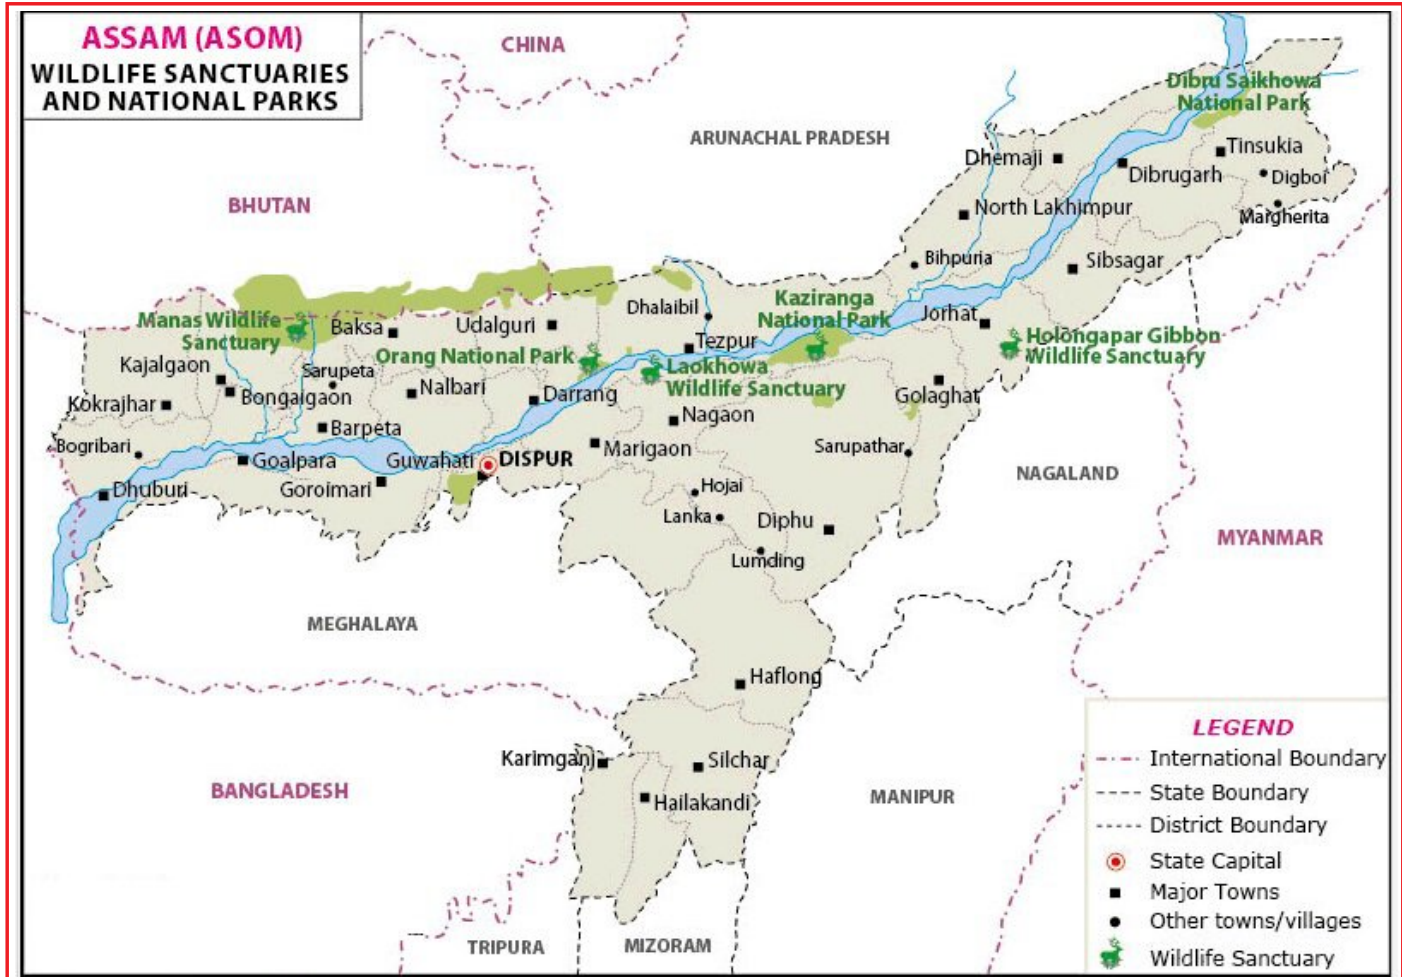 ASSAM (ASOM)
WILDLIFE SANCTUARIES
AND NATIONAL PARKS
CHINA
ARUNACHAL PRADESH
BHUTAN
Dibru Saikhowa
National Park
Tinsukia
Dhemaji
Dibrugarh
Digboi
Margherita
North Lakhimpur
Bihpuria
Sibsagar
Kaziranga
National Park
Jorhat
Holongapar Gibbon
Wildlife Sanctuary
Dhalaibil
Tezpur
Manas Wildlife
Sanctuary
Baksa
Udalguri
Orang National Park
Laokhowa
Wildlife Sanctuary
Kajalgaon
Sarupeta
Nalbari
Darrang
Golaghat
Kokrajhar
Bongaigaon
Barpeta
Nagaon
Bogribari
Goalpara
Guwahati
DISPUR
Marigaon
Sarupathar
Dhuburi
Goroimari
Hojai
Lanka
Diphu
Lumding
NAGALAND
MYANMAR
MEGHALAYA
Haflong
Karimganj
Silchar
Hailakandi
BANGLADESH
MANIPUR
TRIPURA
MIZORAM
LEGEND
International Boundary
State Boundary
District Boundary
State Capital
Major Towns
Other towns/villages
Wildlife Sanctuary